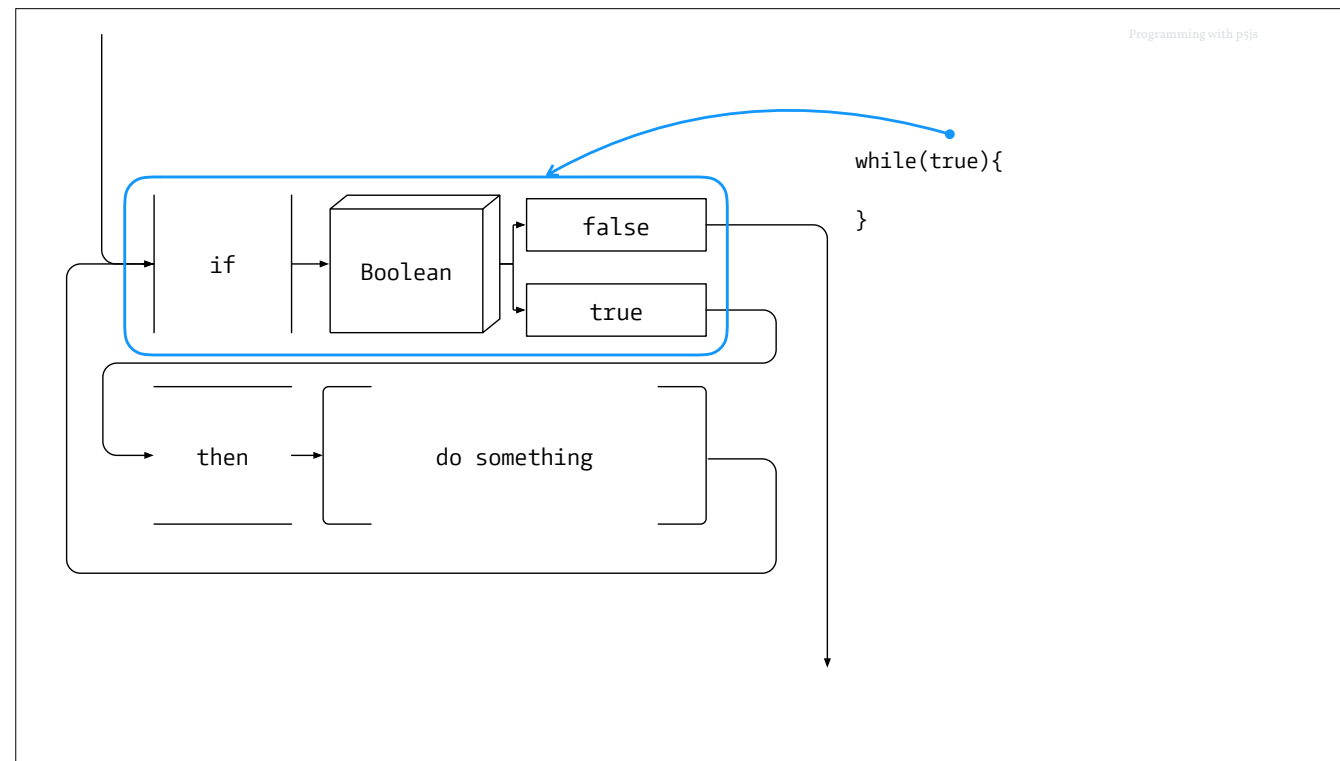 Programming with p5js
while(true){
}
if
Boolean
false
true
then
do something